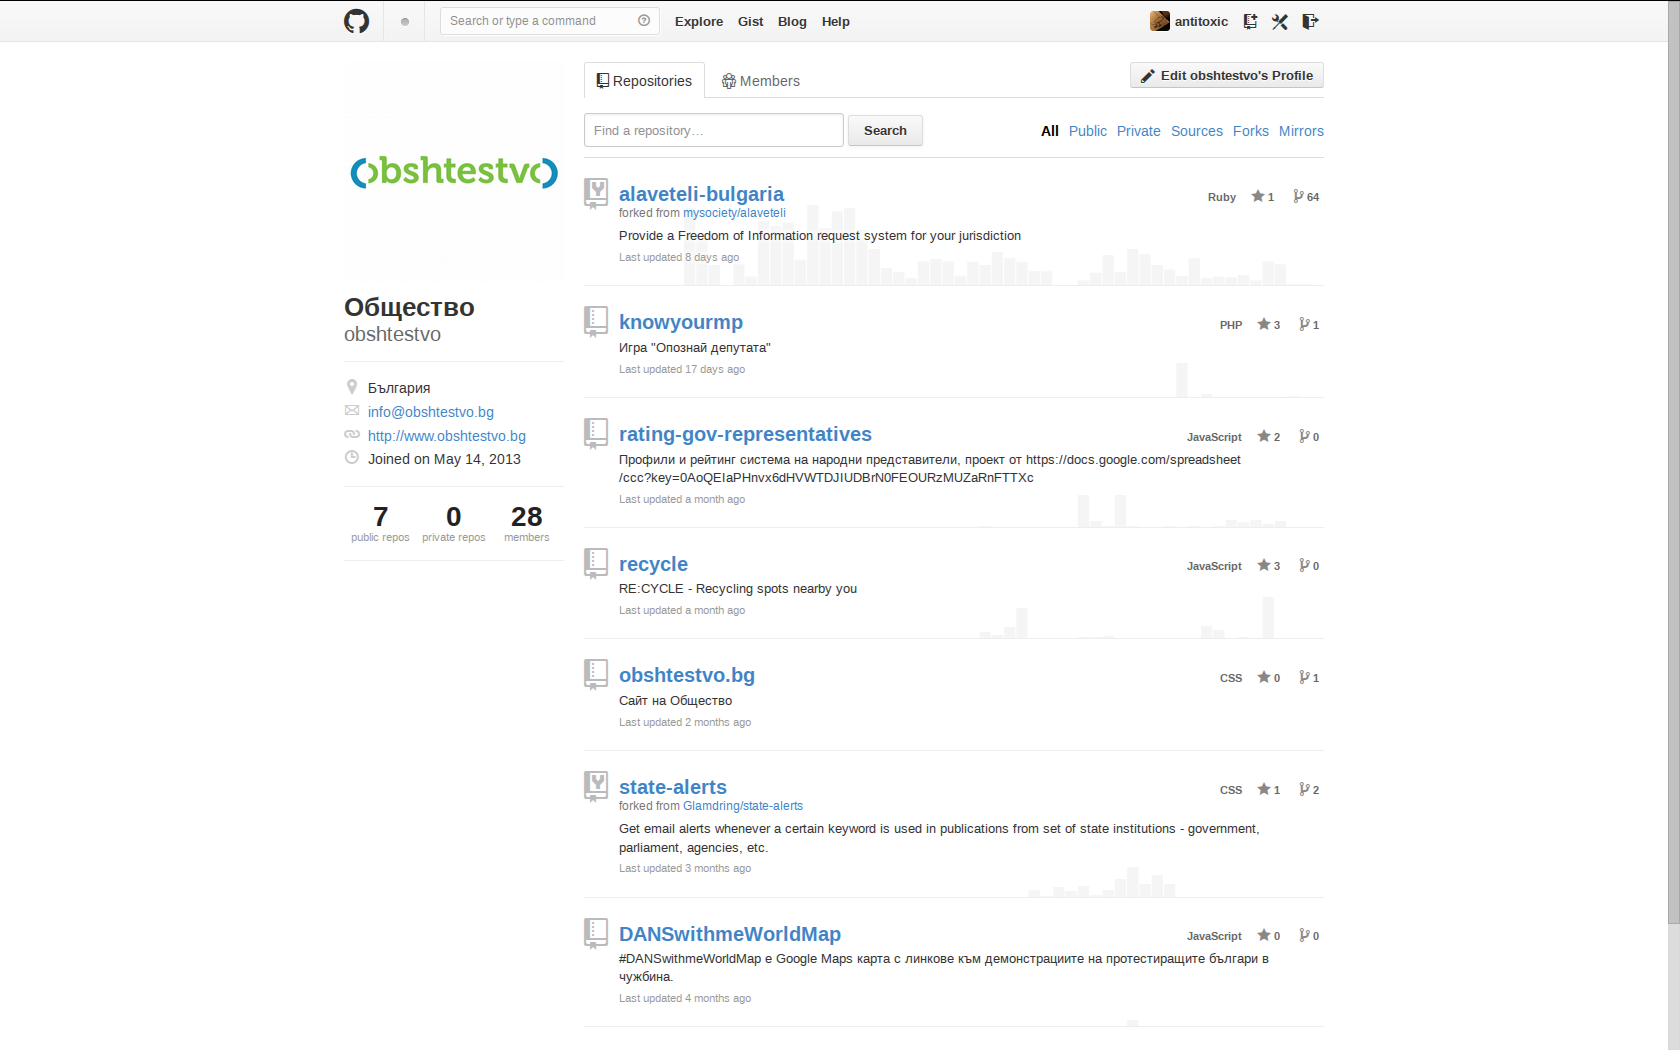 Search or type a command
Explore Gist Blog Help
antitoxic
obshtestvo
Общество
obshtestvo
България
info@obshtestvo.bg
http://www.obshtestvo.bg
Joined on May 14, 2013
7 0 28
public repos private repos members
Repositories Members
Edit obshtestvo's Profile
Find a repository…
Search
All Public Private Sources Forks Mirrors
alaveteli-bulgaria
Ruby 1 64
forked from mysociety/alaveteli
Provide a Freedom of Information request system for your jurisdiction
Last updated 8 days ago
knowyourmp
PHP 3 1
Игра "Опознай депутата"
Last updated 17 days ago
rating-gov-representatives
JavaScript 2 0
Профили и рейтинг система на народни представители, проект от https://docs.google.com/spreadsheet
/ccc?key=0AoQEIaPHnvx6dHVWTDJIUDBrN0FEOURzMUZaRnFTTXc
Last updated a month ago
recycle
JavaScript 3 0
RE:CYCLE - Recycling spots nearby you
Last updated a month ago
obshtestvo.bg
CSS 0 1
Сайт на Общество
Last updated 2 months ago
state-alerts
CSS 1 2
forked from Glamdring/state-alerts
Get email alerts whenever a certain keyword is used in publications from set of state institutions - government,
parliament, agencies, etc.
Last updated 3 months ago
DANSwithmeWorldMap
JavaScript 0 0
#DANSwithmeWorldMap е Google Maps карта с линкове към демонстрациите на протестиращите българи в
чужбина.
Last updated 4 months ago